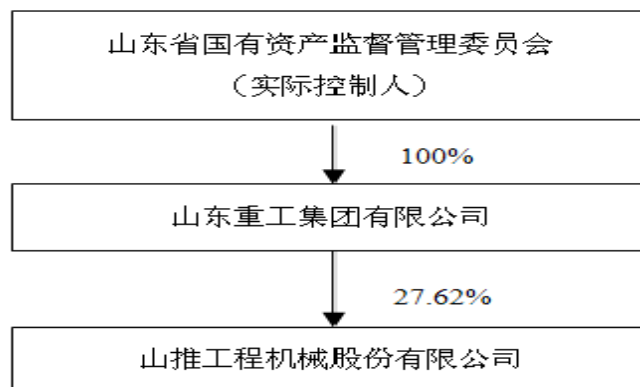 山东省国有资产监督管理委员会
（实际控制人）
100%
山东重工集团有限公司
27.62%
山推工程机械股份有限公司